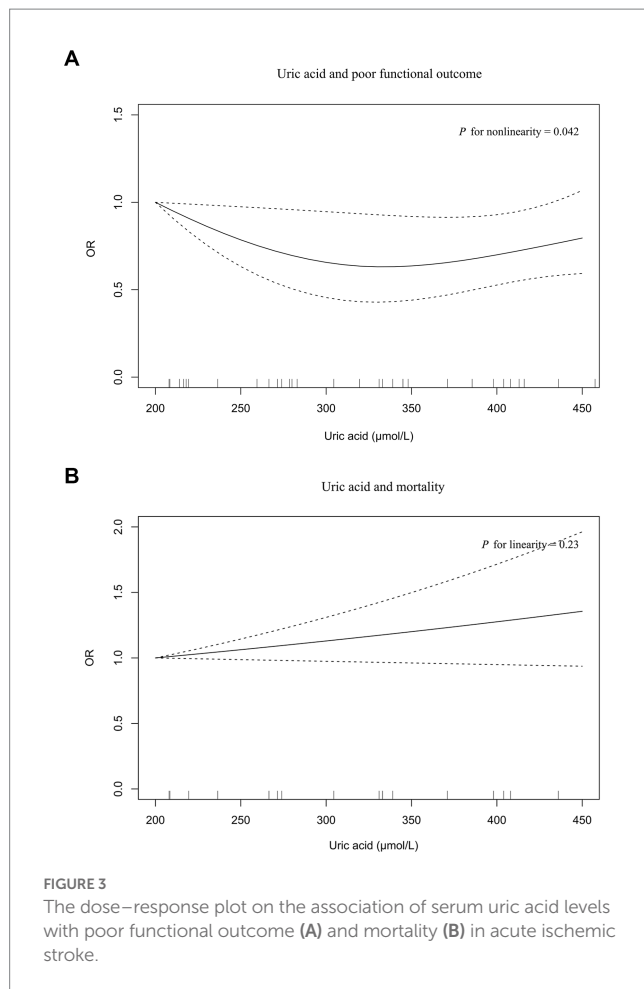 A
Uric acid and poor functional outcome
P for nonlinearity = 0.042
1.5
1.0
0.5
0.0
OR
200 250 300 350 400 450
Uric acid (μmol/L)
B
Uric acid and mortality
P for linearity = 0.23
2.0
1.5
1.0
0.5
0.0
OR
200 250 300 350 400 450
Uric acid (μmol/L)
FIGURE 3
The dose–response plot on the association of serum uric acid levels
with poor functional outcome (A) and mortality (B) in acute ischemic
stroke.